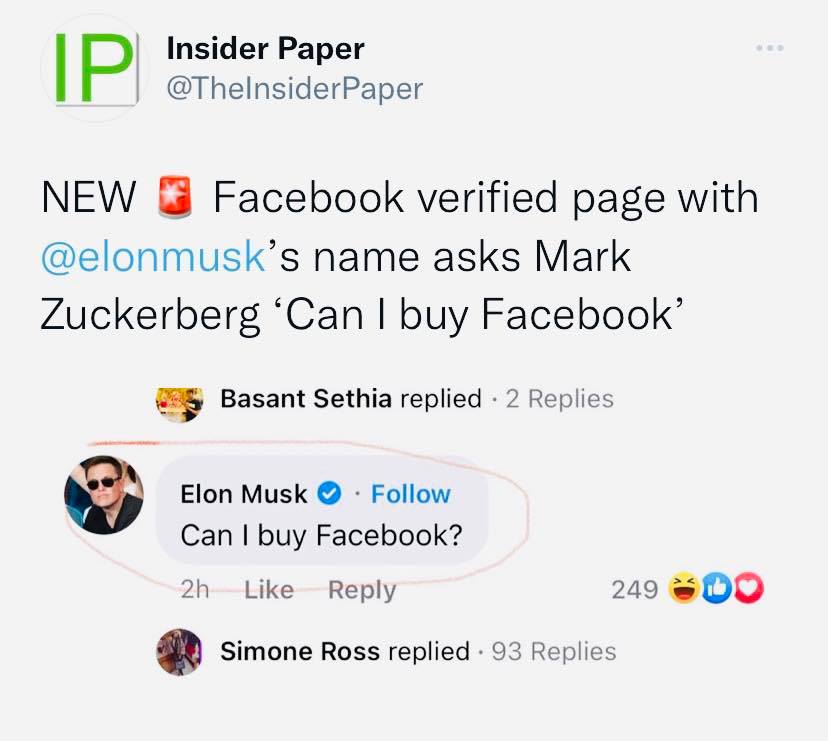 IP
Insider Paper
@TheInsiderPaper
NEW 🚨 Facebook verified page with
@elonmusk’s name asks Mark
Zuckerberg ‘Can I buy Facebook’
Basant Sethia replied · 2 Replies
Elon Musk · Follow
Can I buy Facebook?
2h Like Reply 249
Simone Ross replied · 93 Replies